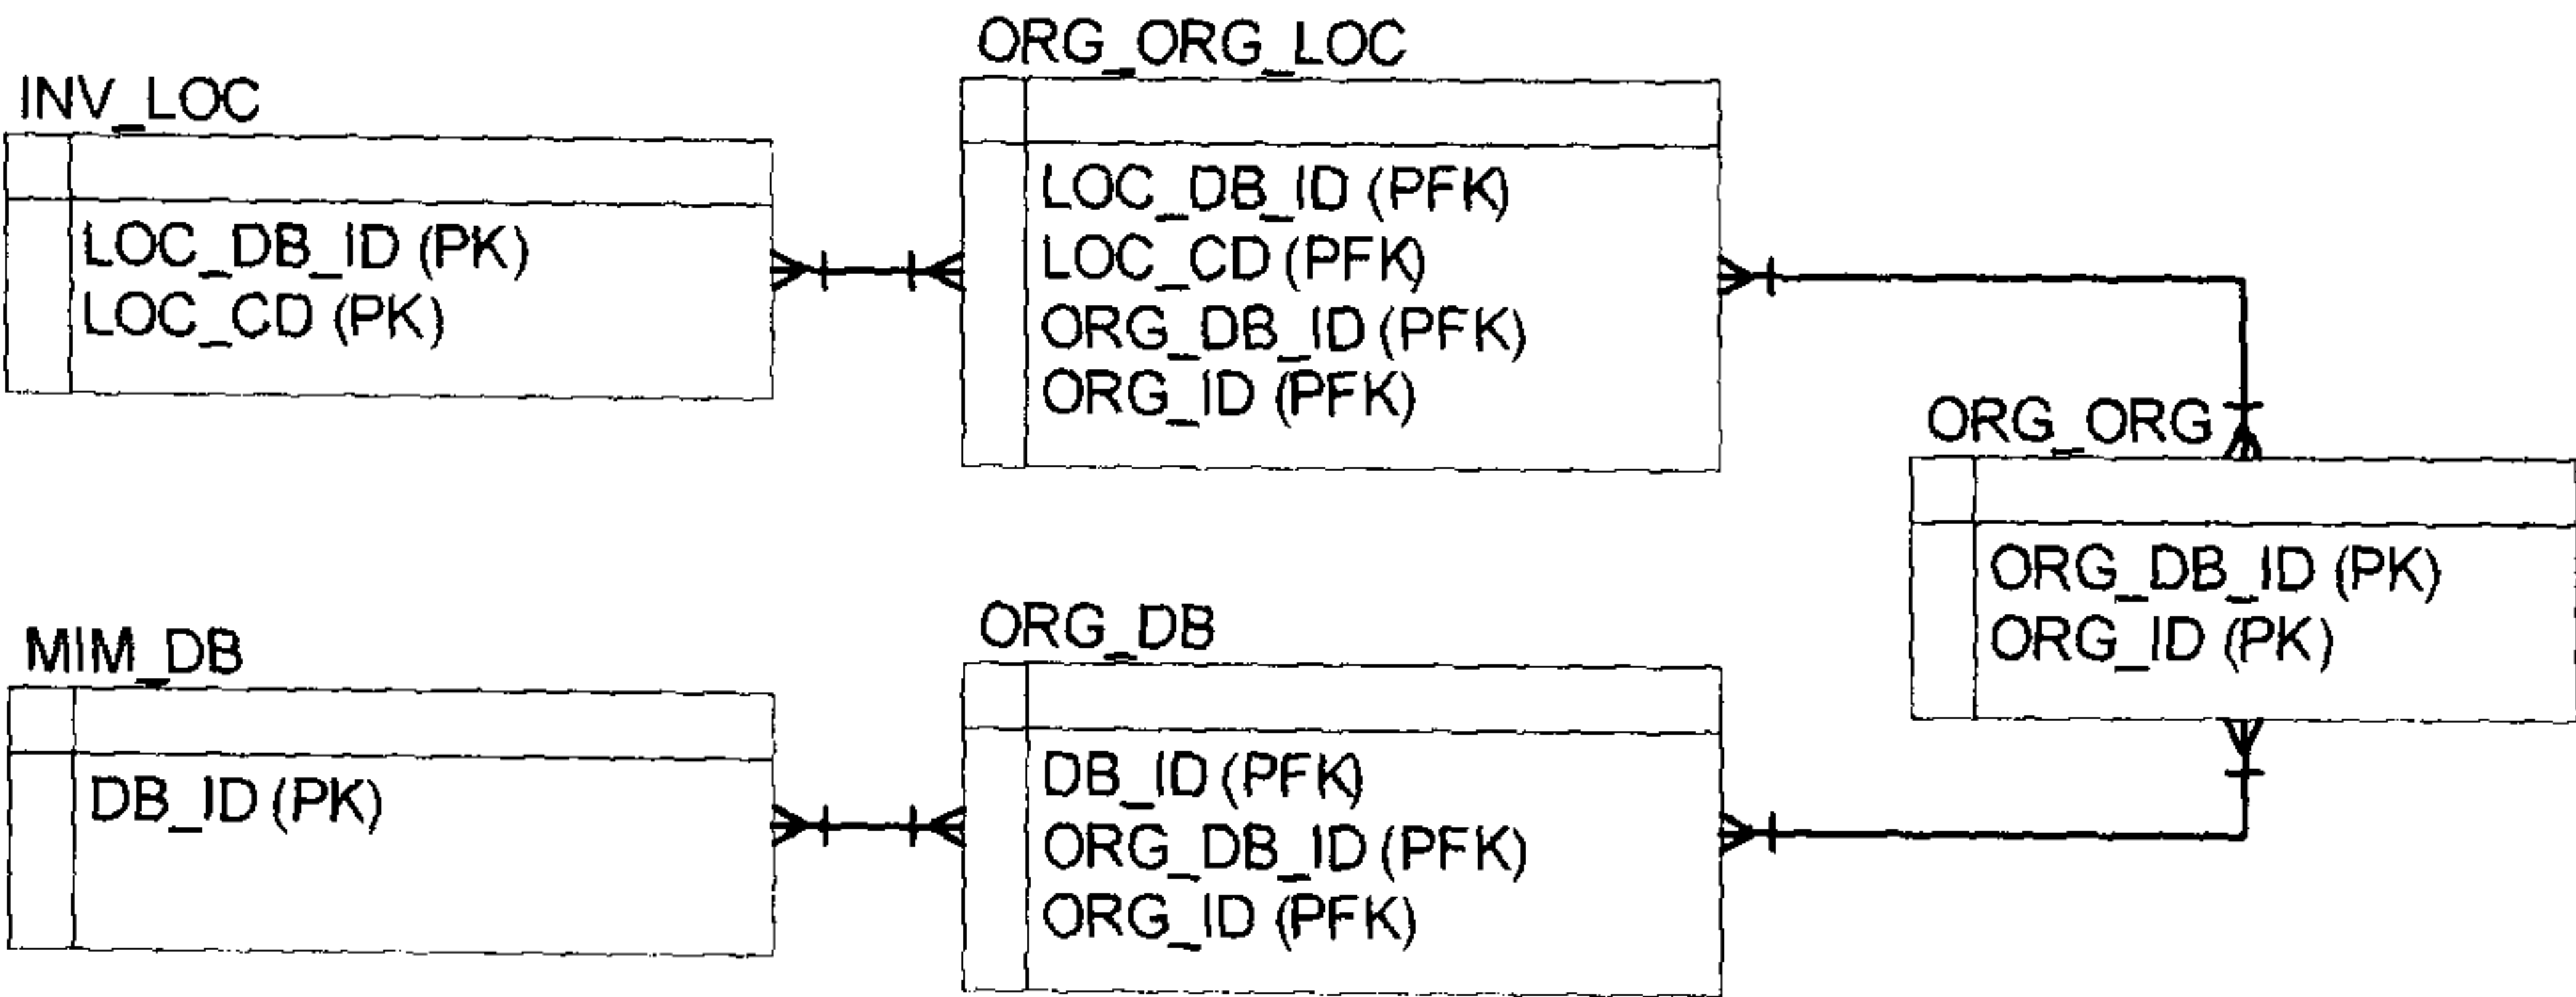 INV_LOC
LOC_DB_ID (PK)
LOC_CD (PK)
ORG_ORG_LOC
LOC_DB_ID (PFK)
LOC_CD (PFK)
ORG_DB_ID (PFK)
ORG_ID (PFK)
ORG_ORG
ORG_DB_ID (PK)
ORG_ID (PK)
MIM_DB
DB_ID (PK)
ORG_DB
DB_ID (PFK)
ORG_DB_ID (PFK)
ORG_ID (PFK)